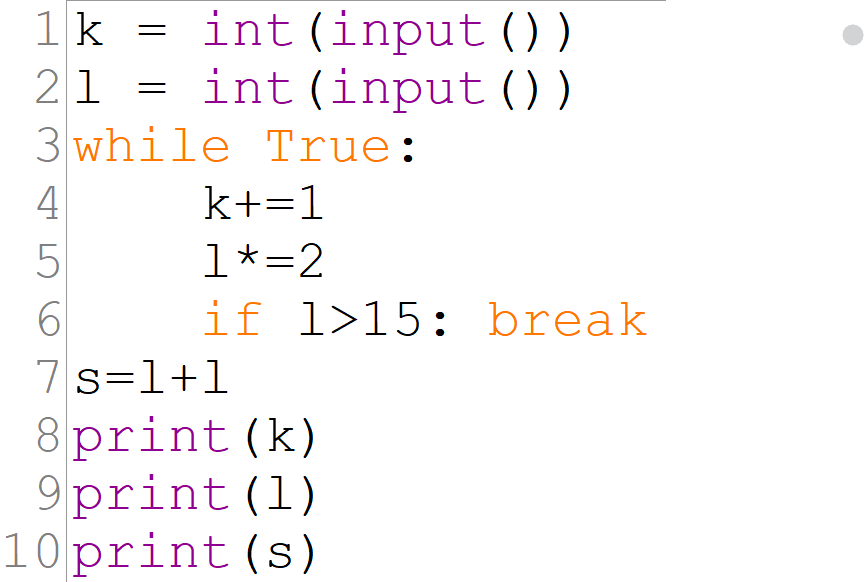 1 k = int(input())
2 l = int(input())
3 while True:
4     k+=1
5     l*=2
6     if l>15: break
7 s=l+l
8 print(k)
9 print(l)
10 print(s)